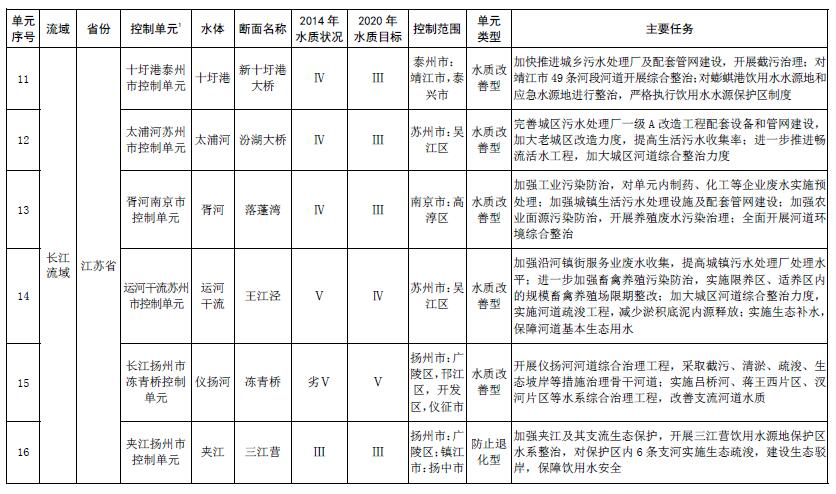 单元
序号
流域
省份
控制单元1
水体
断面名称
2014 年
水质状况
2020 年
水质目标
控制范围
单元
类型
主要任务
长江
流域
江苏省
11
十圩港泰州
市控制单元
十圩港
新十圩港
大桥
Ⅳ
Ⅲ
泰州市：
靖江市，泰
兴市
水质改
善型
加快推进城乡污水处理厂及配套管网建设，开展截污治理；对
靖江市 49 条河段河道开展综合整治；对蟛蜞港饮用水水源地和
应急水源地进行整治，严格执行饮用水水源保护区制度
12
太浦河苏州
市控制单元
太浦河
汾湖大桥
Ⅳ
Ⅲ
苏州市：吴
江区
水质改
善型
完善城区污水处理厂一级 A 改造工程配套设备和管网建设，
加大老城区改造力度，提高生活污水收集率；进一步推进畅
流活水工程，加大城区河道综合整治力度
13
胥河南京市
控制单元
胥河
落蓬湾
Ⅳ
Ⅲ
南京市：高
淳区
水质改
善型
加强工业污染防治，对单元内制药、化工等企业废水实施预
处理；加强城镇生活污水处理设施及配套管网建设；加强农
业面源污染防治，开展养殖废水污染治理；全面开展河道环
境综合整治
14
运河干流苏州
市控制单元
运河
干流
王江泾
Ⅴ
Ⅳ
苏州市：吴
江区
水质改
善型
加强沿河镇街服务业废水收集，提高城镇污水处理厂处理水
平；进一步加强畜禽养殖污染防治，实施限养区、适养区内
的规模畜禽养殖场限期整改；加大城区河道综合整治力度，
实施河道疏浚工程，减少淤积底泥内源释放；实施生态补水，
保障河道基本生态用水
15
长江扬州市
冻青桥控制
单元
仪扬河
冻青桥
劣Ⅴ
Ⅴ
扬州市：广
陵区，邗江
区，开发
区，仪征市
水质改
善型
开展仪扬河河道综合治理工程，采取截污、清淤、疏浚、生
态坡岸等措施治理骨干河道；实施吕桥河、蒋王西片区、汊
河片区等水系综合治理工程，改善支流河道水质
16
夹江扬州市
控制单元
夹江
三江营
Ⅲ
Ⅲ
扬州市：广
陵区；镇江
市：扬中市
防止退
化型
加强夹江及其支流生态保护，开展三江营饮用水源地保护区
水系整治，对保护区内 6 条支河实施生态疏浚，建设生态驳
岸，保障饮用水安全